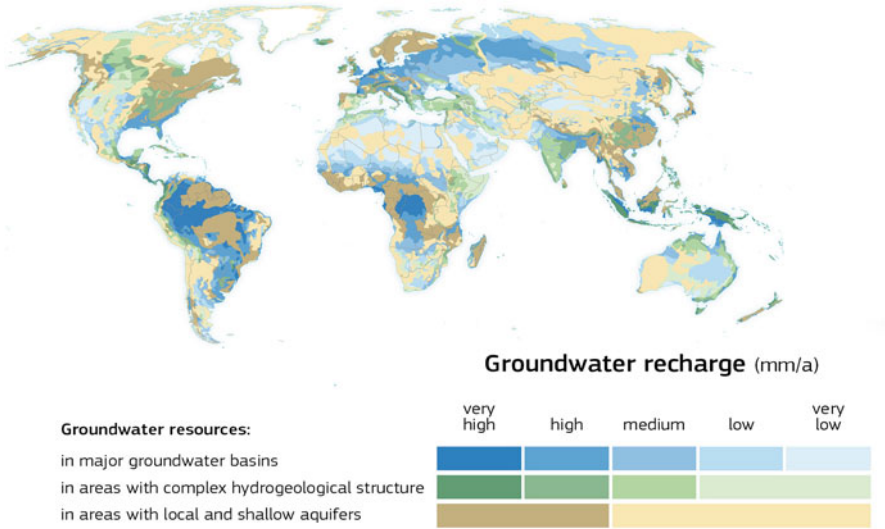 Groundwater recharge (mm/a)
very high
high
medium
low
very low
Groundwater resources:
in major groundwater basins
in areas with complex hydrogeological structure
in areas with local and shallow aquifers